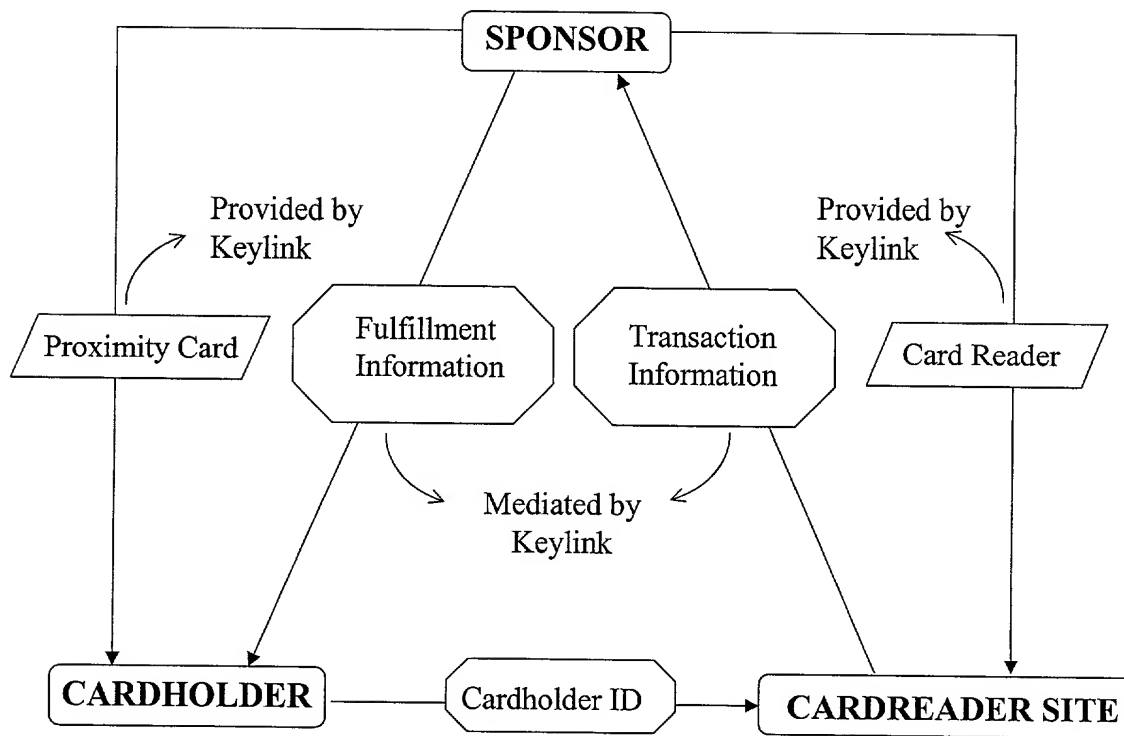 SPONSOR
Provided by
Keylink
Provided by
Keylink
Proximity Card
Fulfillment
Information
Transaction
Information
Card Reader
Mediated by
Keylink
CARDHOLDER
Cardholder ID
CARDREADER SITE